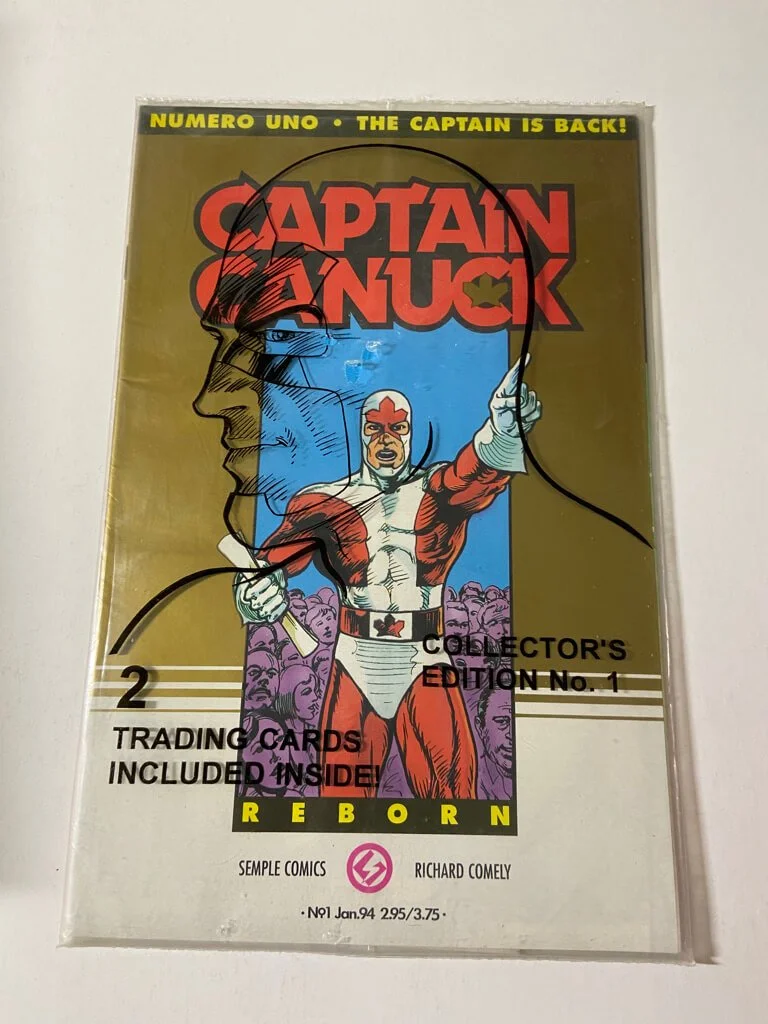 NUMERO UNO • THE CAPTAIN IS BACK!
CAPTAIN
CANUCK
COLLECTOR'S
EDITION No. 1
2
TRADING CARDS
INCLUDED INSIDE!
REBORN
SEMPLE COMICS RICHARD COMELY
· Nº1 Jan.94 2.95/3.75 ·